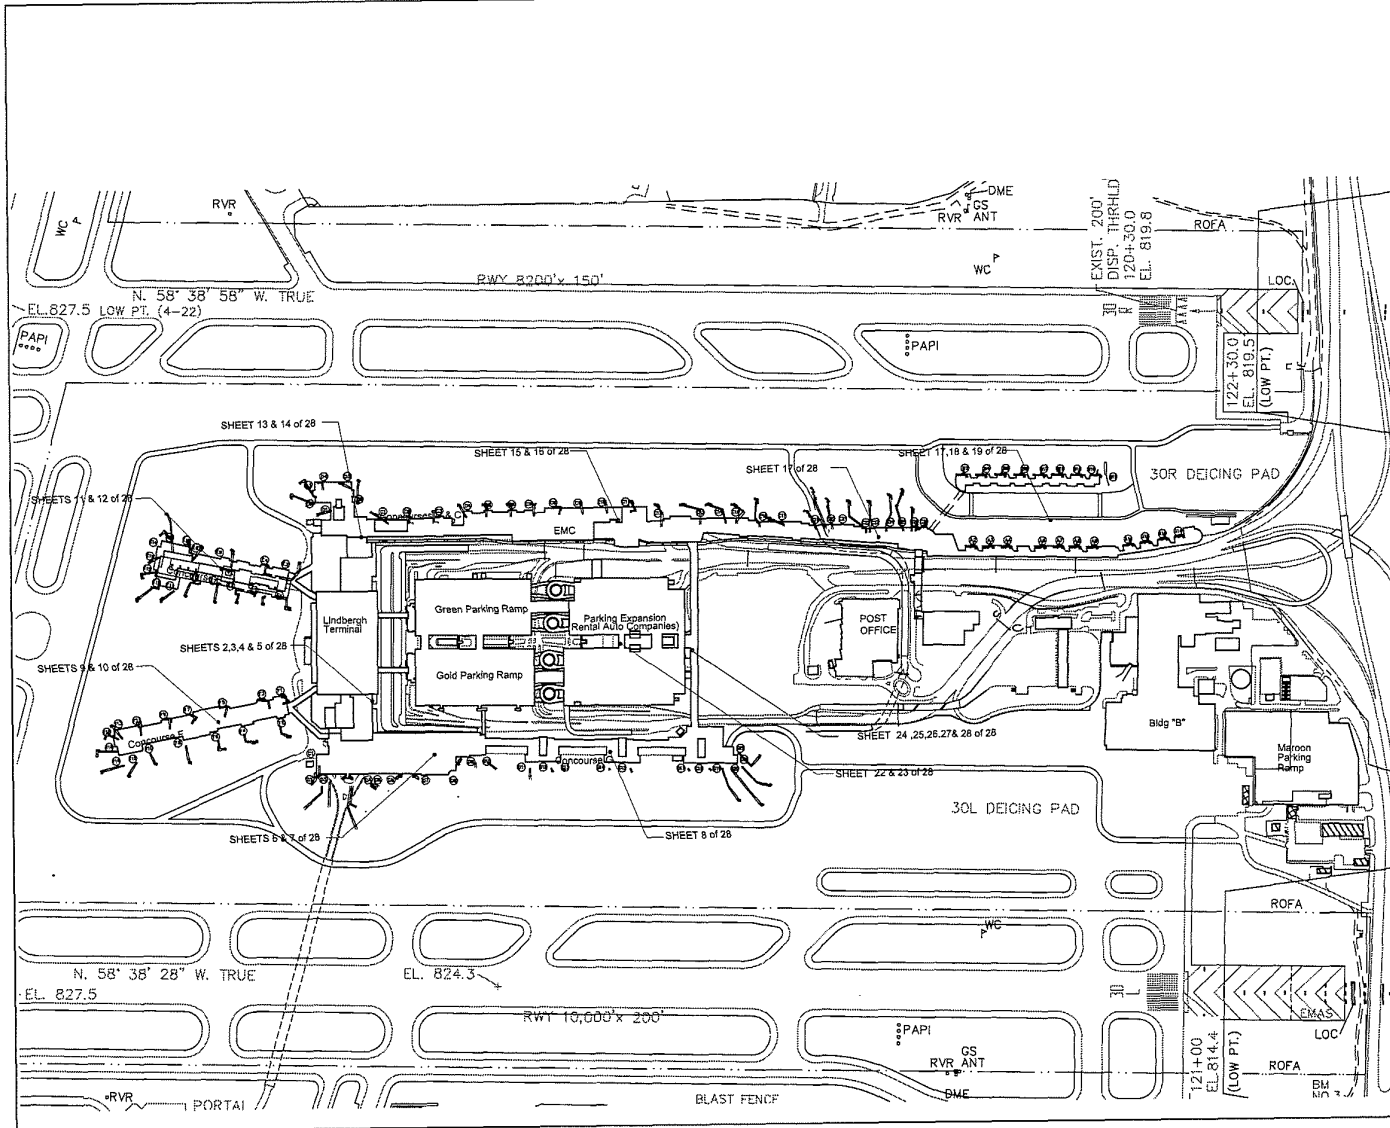 DME
RVR
GS
RVR ANT
WC
EXIST. 200'
DISP. THRHLD
120+30.0
EL. 819.8
ROFA
WC
LOC.
RWY 8200'x 150'
N. 58° 38' 58" W. TRUE
EL.827.5 LOW PT. (4-22)
30
R
PAPI
PAPI
122+30.0
EL. 819.5
(LOW PT.)
SHEET 13 & 14 of 28
SHEET 15 & 16 of 28
SHEET 17 of 28
SHEET 17,18 & 19 of 28
30R DEICING PAD
SHEETS 11 & 12 of 28
EMC
Lindbergh
Terminal
Green Parking Ramp
Parking Expansion
Rental Auto Companies)
POST
OFFICE
SHEETS 2,3,4 & 5 of 28
SHEETS 9 & 10 of 28
Gold Parking Ramp
Concourse E
Bldg "B"
SHEET 24 ,25,26,27& 28 of 28
Maroon
Parking
Ramp
Concourse G
SHEET 22 & 23 of 28
30L DEICING PAD
SHEETS 6 & 7 of 28
SHEET 8 of 28
ROFA
WC
N. 58° 38' 28" W. TRUE
EL. 824.3
EL. 827.5
30
L
RWY 10,000'x 200'
EMAS
PAPI
LOC
121+00
EL.814.4
(LOW PT.)
GS
RVR ANT
ROFA
DME
BM
NO 3
RVR
PORTAL
BLAST FENCE